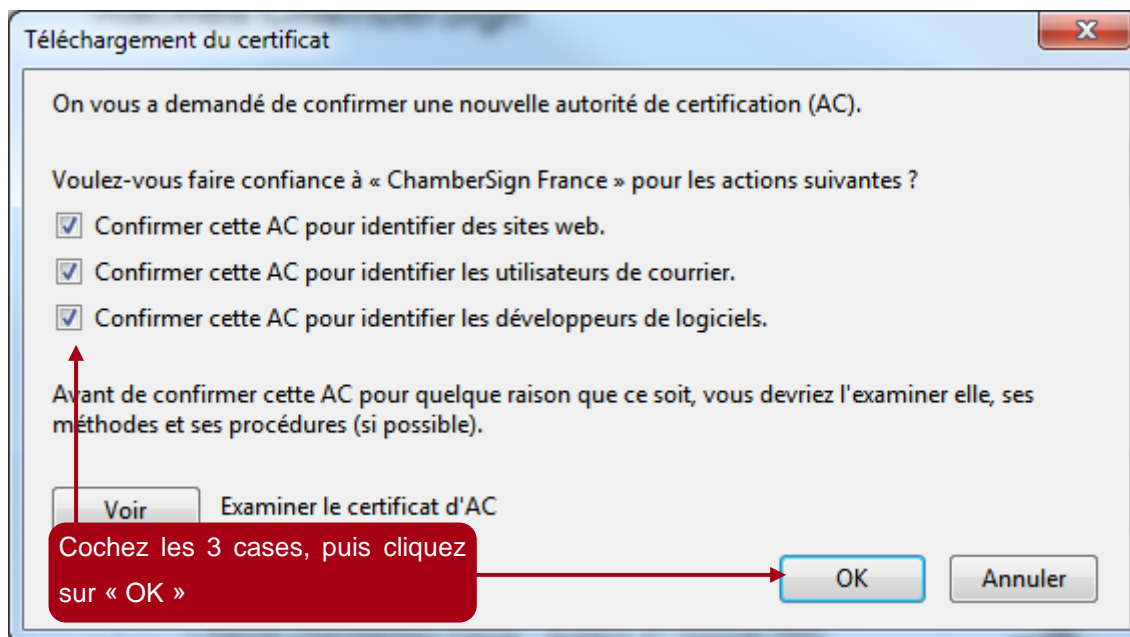 Téléchargement du certificat
On vous a demandé de confirmer une nouvelle autorité de certification (AC).
Voulez-vous faire confiance à « ChamberSign France » pour les actions suivantes ?
Confirmer cette AC pour identifier des sites web.
Confirmer cette AC pour identifier les utilisateurs de courrier.
Confirmer cette AC pour identifier les développeurs de logiciels.
Avant de confirmer cette AC pour quelque raison que ce soit, vous devriez l'examiner elle, ses
méthodes et ses procédures (si possible).
Voir Examiner le certificat d'AC
Cochez les 3 cases, puis cliquez
sur « OK »
OK Annuler